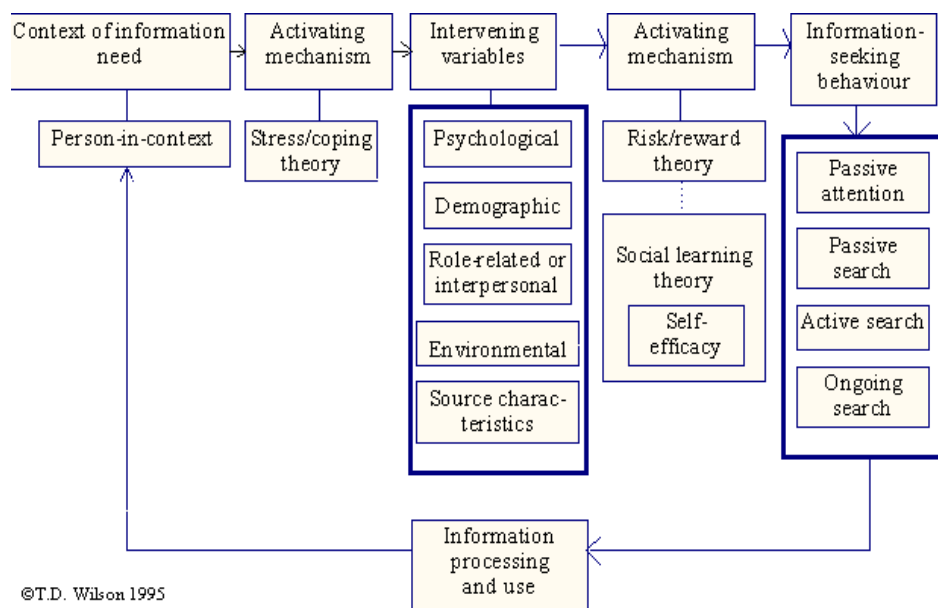 Context of information
need
Activating
mechanism
Intervening
variables
Activating
mechanism
Information-
seeking
behaviour
Person-in-context
Stress/coping
theory
Psychological
Demographic
Role-related or
interpersonal
Environmental
Source charac-
teristics
Risk/reward
theory
Social learning
theory
Self-
efficacy
Passive
attention
Passive
search
Active search
Ongoing
search
Information
processing
and use
©T.D. Wilson 1995